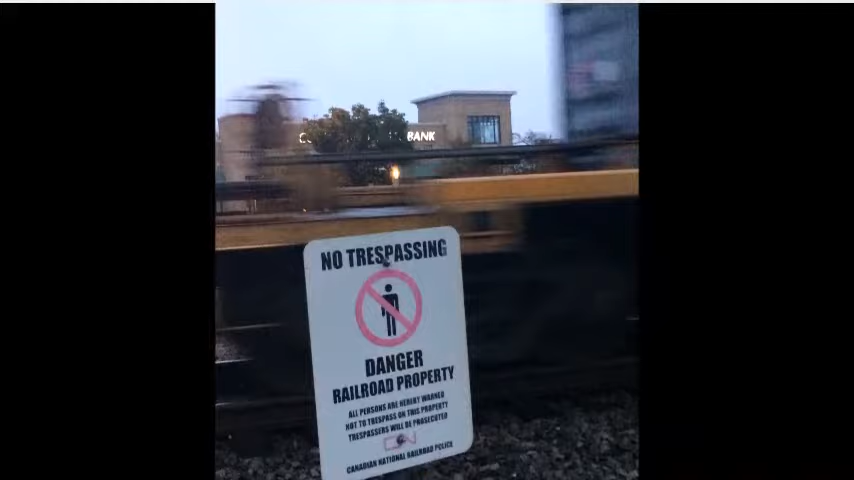 BANK
NO TRESPASSING
DANGER
RAILROAD PROPERTY
ALL PERSONS ARE HEREBY WARNED
NOT TO TRESPASS ON THIS PROPERTY
TRESPASSERS WILL BE PROSECUTED
CN
CANADIAN NATIONAL RAILROAD POLICE